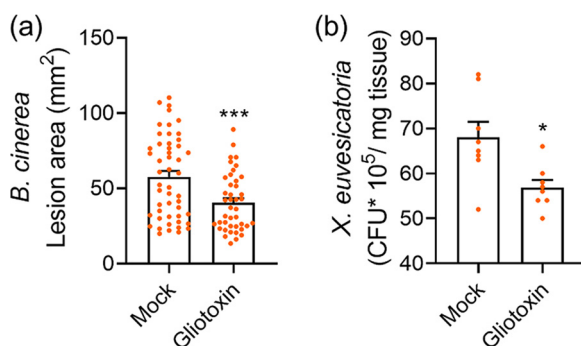 (a)
B. cinerea
Lesion area (mm²)
150
100
50
0
***
Mock
Gliotoxin
(b)
X. euvesicatoria
(CFU* 10⁵/ mg tissue)
90
80
70
60
50
40
*
Mock
Gliotoxin